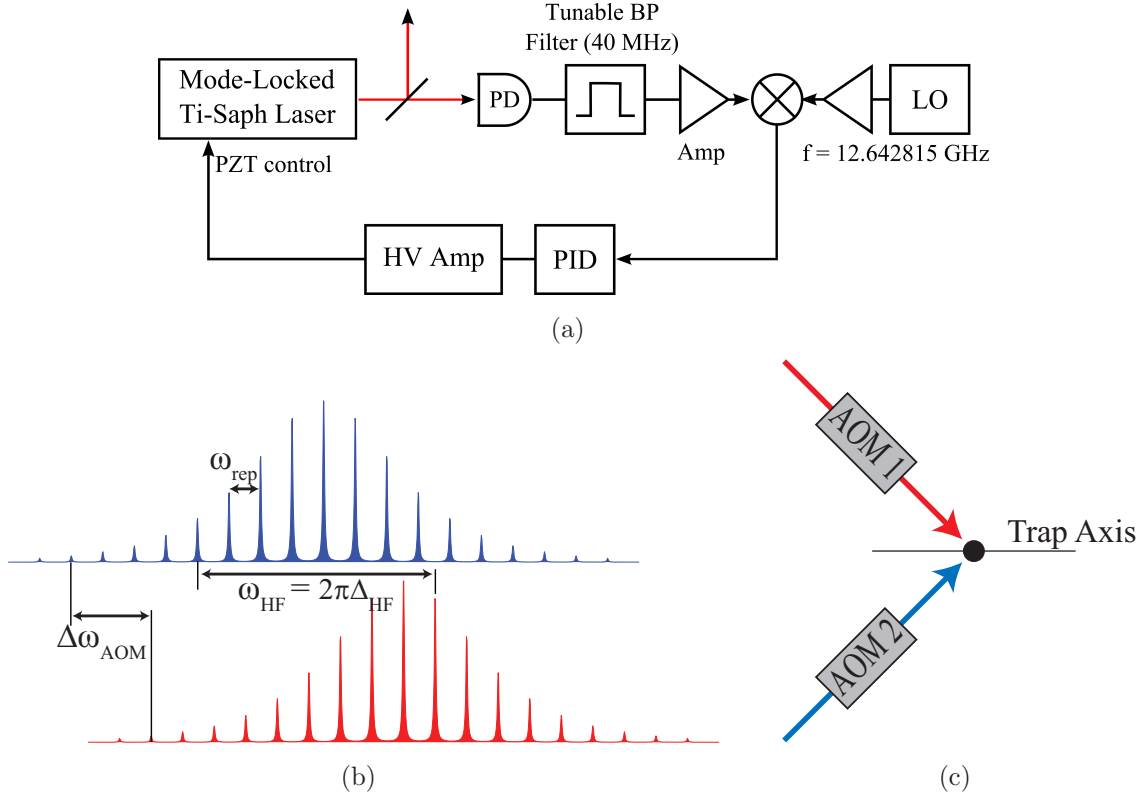 Tunable BP
Filter (40 MHz)
Mode-Locked
Ti-Saph Laser
PD
LO
Amp
f = 12.642815 GHz
PZT control
HV Amp
PID
(a)
ω_rep
ω_HF = 2πΔ_HF
Δω_AOM
(b)
AOM 1
Trap Axis
AOM 2
(c)